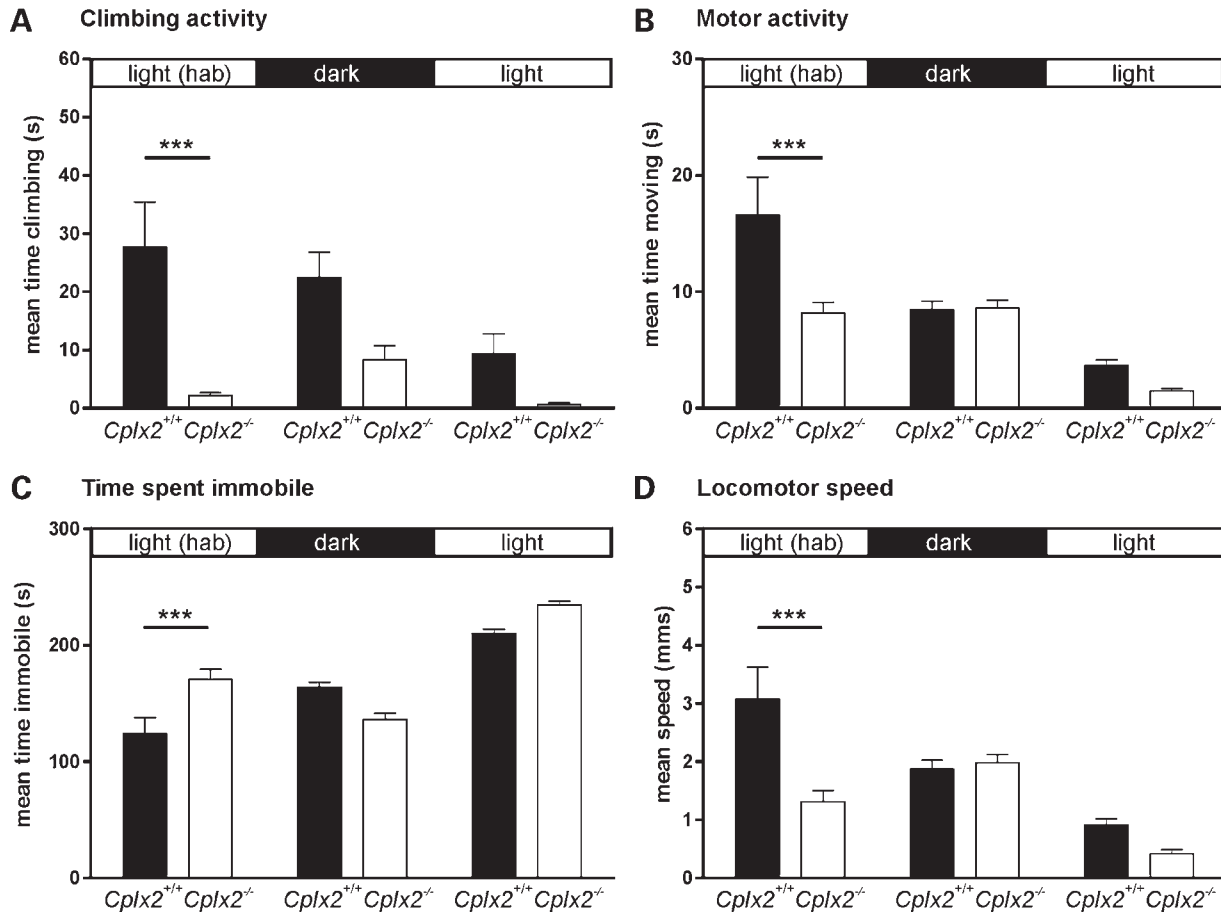 A Climbing activity
60
light (hab) dark light
50
40
30
20
10
0
mean time climbing (s)
***
Cplx2+/+ Cplx2-/- Cplx2+/+ Cplx2-/- Cplx2+/+ Cplx2-/-
B Motor activity
30
light (hab) dark light
20
10
0
mean time moving (s)
***
Cplx2+/+ Cplx2-/- Cplx2+/+ Cplx2-/- Cplx2+/+ Cplx2-/-
C Time spent immobile
300
light (hab) dark light
200
100
0
mean time immobile (s)
***
Cplx2+/+ Cplx2-/- Cplx2+/+ Cplx2-/- Cplx2+/+ Cplx2-/-
D Locomotor speed
6
light (hab) dark light
5
4
3
2
1
0
mean speed (mms)
***
Cplx2+/+ Cplx2-/- Cplx2+/+ Cplx2-/- Cplx2+/+ Cplx2-/-